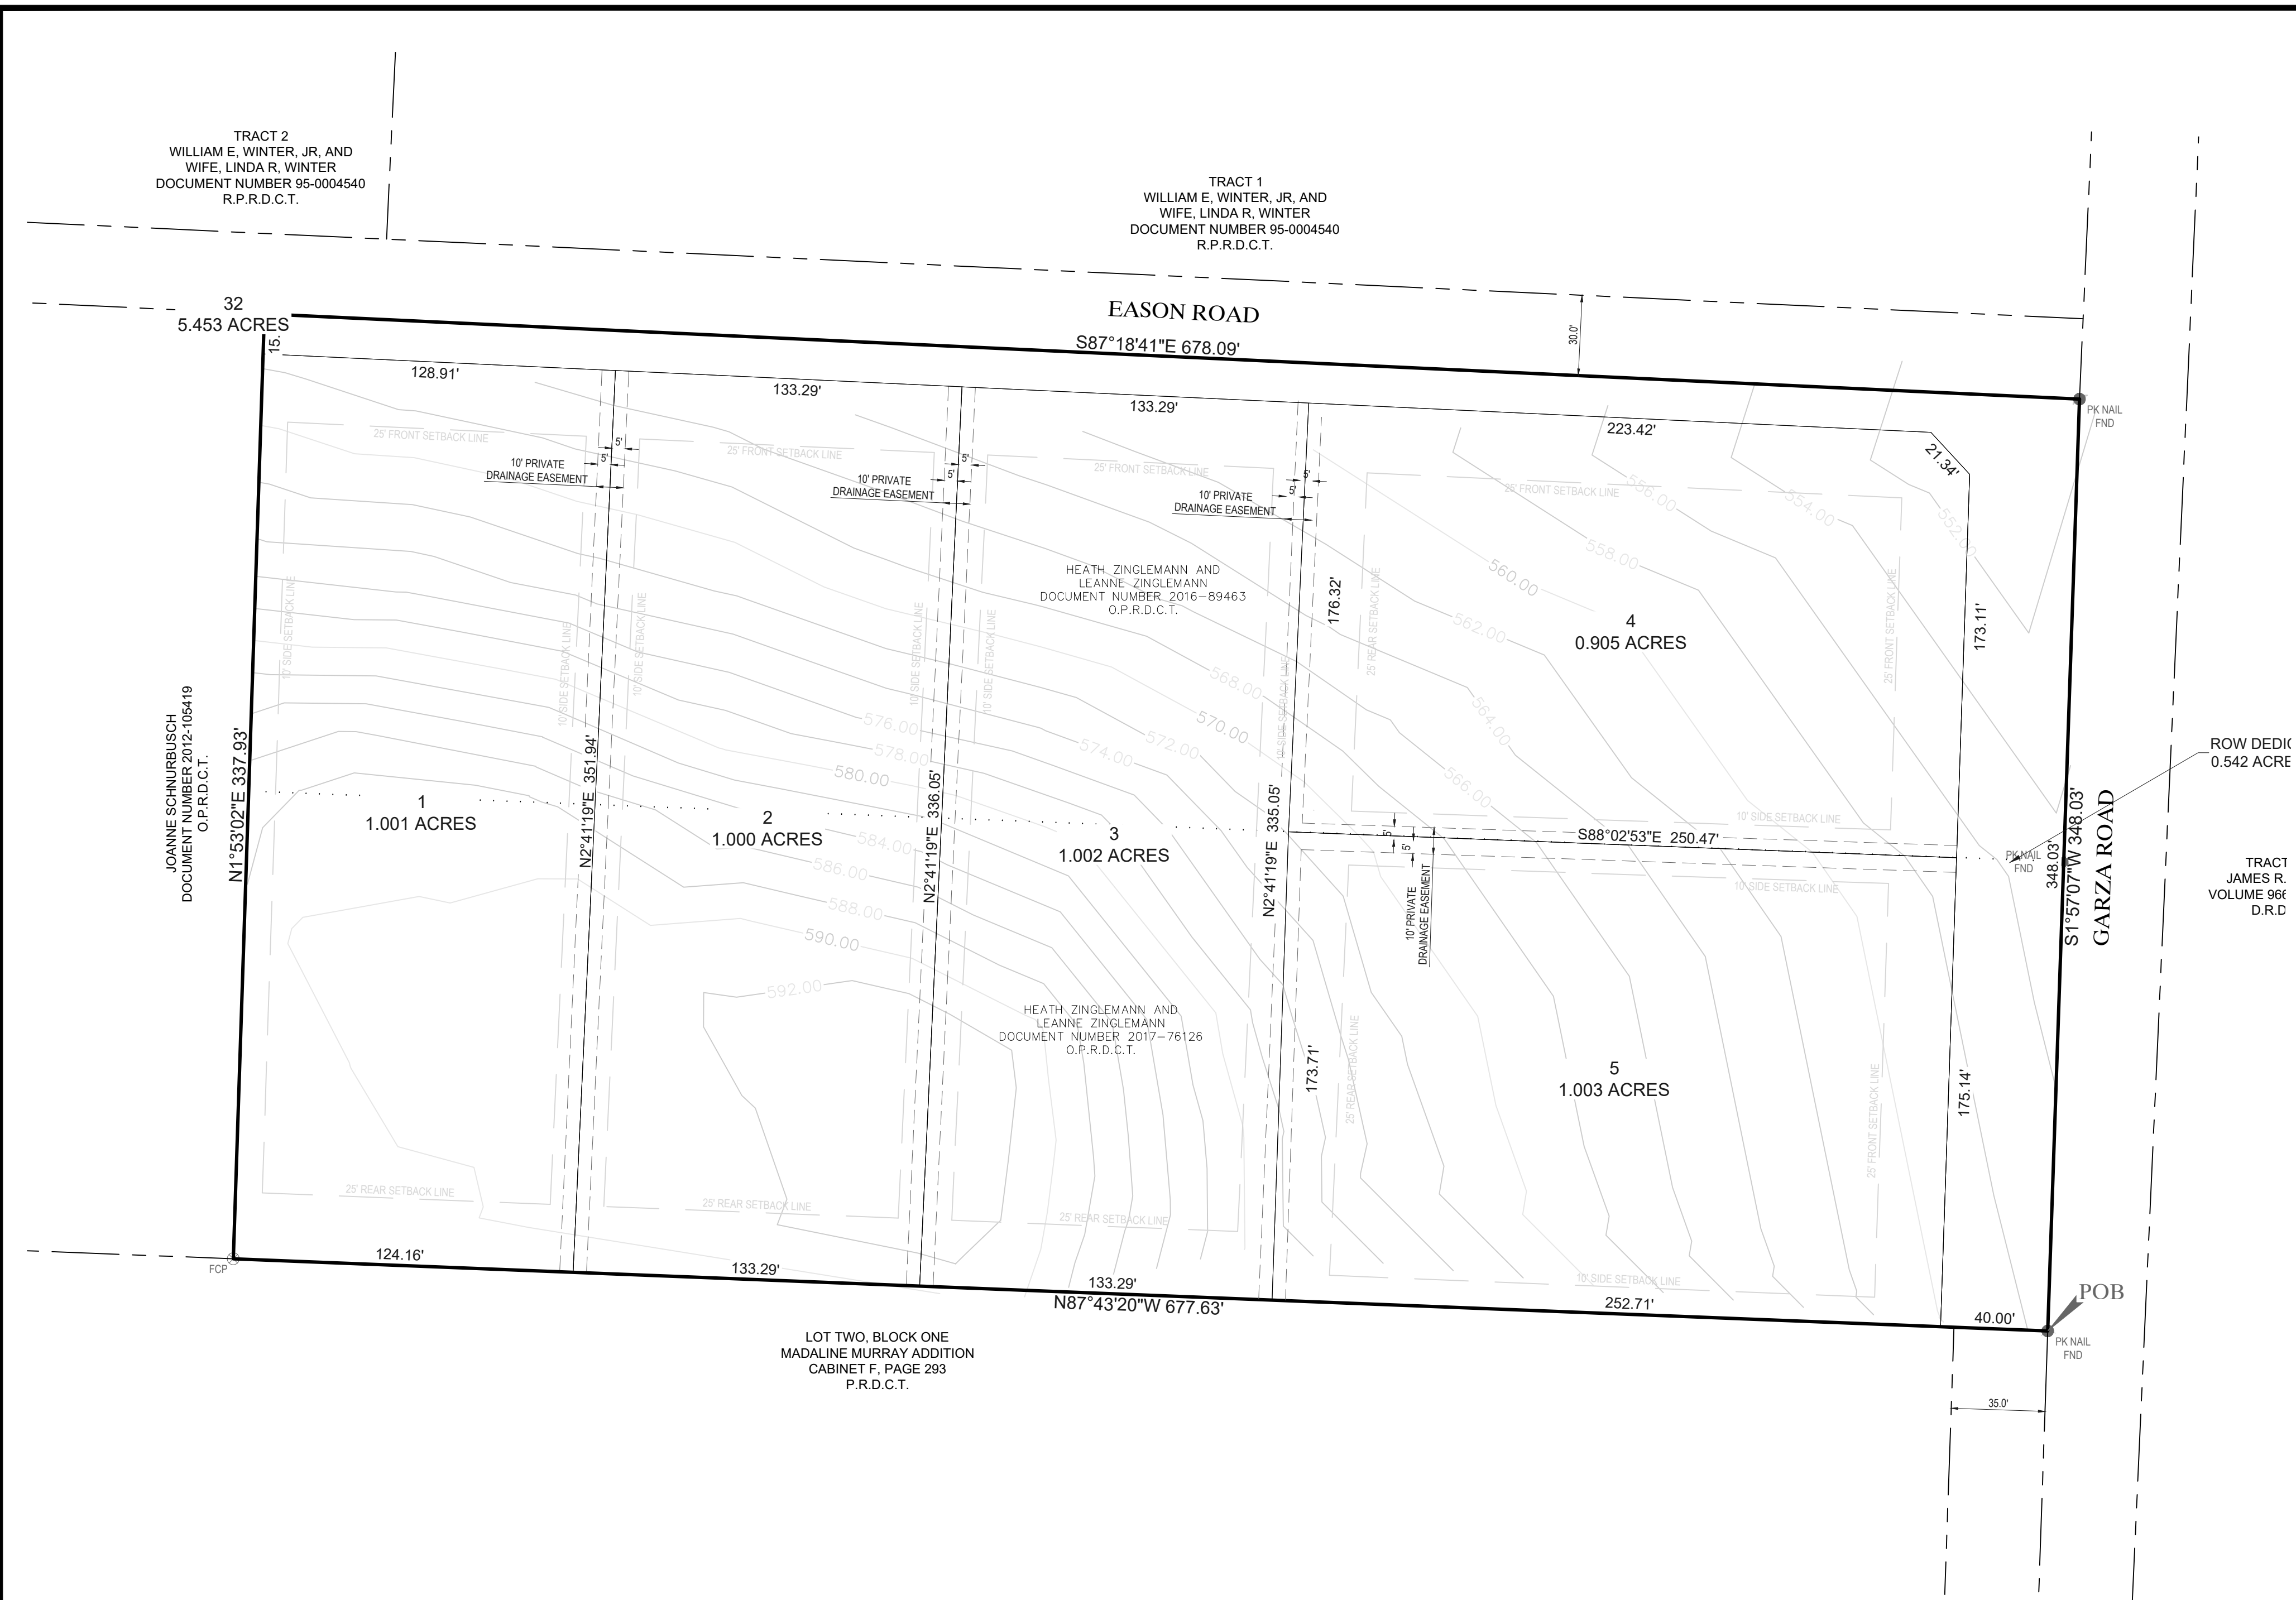 TRACT 2
WILLIAM E, WINTER, JR, AND
WIFE, LINDA R, WINTER
DOCUMENT NUMBER 95-0004540
R.P.R.D.C.T.
TRACT 1
WILLIAM E, WINTER, JR, AND
WIFE, LINDA R, WINTER
DOCUMENT NUMBER 95-0004540
R.P.R.D.C.T.
32
5.453 ACRES
15.
EASON ROAD
S87°18'41"E 678.09'
30.0'
128.91'
133.29'
133.29'
223.42'
21.34'
PK NAIL
FND
25' FRONT SETBACK LINE
25' FRONT SETBACK LINE
25' FRONT SETBACK LINE
25' FRONT SETBACK LINE
5'
5'
5'
5'
5'
5'
10' PRIVATE
DRAINAGE EASEMENT
10' PRIVATE
DRAINAGE EASEMENT
10' PRIVATE
DRAINAGE EASEMENT
556.00
554.00
552.00
558.00
560.00
562.00
564.00
566.00
568.00
570.00
572.00
574.00
576.00
578.00
580.00
584.00
586.00
588.00
590.00
592.00
HEATH ZINGLEMANN AND
LEANNE ZINGLEMANN
DOCUMENT NUMBER 2016-89463
O.P.R.D.C.T.
176.32'
25' REAR SETBACK LINE
4
0.905 ACRES
25' FRONT SETBACK LINE
173.11'
10' SIDE SETBACK LINE
10' SIDE SETBACK LINE
10' SIDE SETBACK LINE
10' SIDE SETBACK LINE
10' SIDE SETBACK LINE
10' SIDE SETBACK LINE
JOANNE SCHNURBUSCH
DOCUMENT NUMBER 2012-105419
O.P.R.D.C.T.
N1°53'02"E 337.93'
1
1.001 ACRES
N2°41'19"E 351.94'
2
1.000 ACRES
N2°41'19"E 336.05'
3
1.002 ACRES
N2°41'19"E 335.05'
10' SIDE SETBACK LINE
S88°02'53"E 250.47'
5'
5'
10' PRIVATE
DRAINAGE EASEMENT
10' SIDE SETBACK LINE
PK NAIL
FND
348.03'
S1°57'07"W 348.03'
GARZA ROAD
ROW DEDIC
0.542 ACRE
TRACT
JAMES R.
VOLUME 966
D.R.D
HEATH ZINGLEMANN AND
LEANNE ZINGLEMANN
DOCUMENT NUMBER 2017-76126
O.P.R.D.C.T.
173.71'
25' REAR SETBACK LINE
5
1.003 ACRES
25' FRONT SETBACK LINE
175.14'
25' REAR SETBACK LINE
25' REAR SETBACK LINE
25' REAR SETBACK LINE
10' SIDE SETBACK LINE
FCP
124.16'
133.29'
133.29'
252.71'
40.00'
N87°43'20"W 677.63'
POB
PK NAIL
FND
35.0'
LOT TWO, BLOCK ONE
MADALINE MURRAY ADDITION
CABINET F, PAGE 293
P.R.D.C.T.